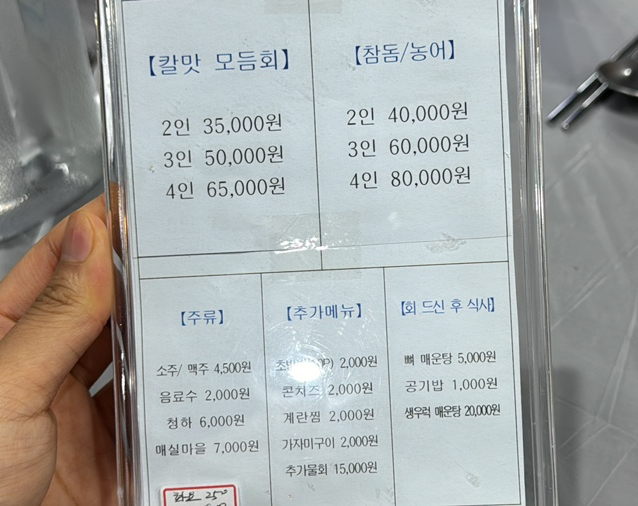 【칼맛 모듬회】
2인 35,000원
3인 50,000원
4인 65,000원
【참돔/농어】
2인 40,000원
3인 60,000원
4인 80,000원
【주류】
소주/ 맥주 4,500원
음료수 2,000원
청하 6,000원
매실마을 7,000원
화요 250
【추가메뉴】
2,000원
콘치즈 2,000원
계란찜 2,000원
가자미구이 2,000원
추가물회 15,000원
【회 드신 후 식사】
뼈 매운탕 5,000원
공기밥 1,000원
생우럭 매운탕 20,000원